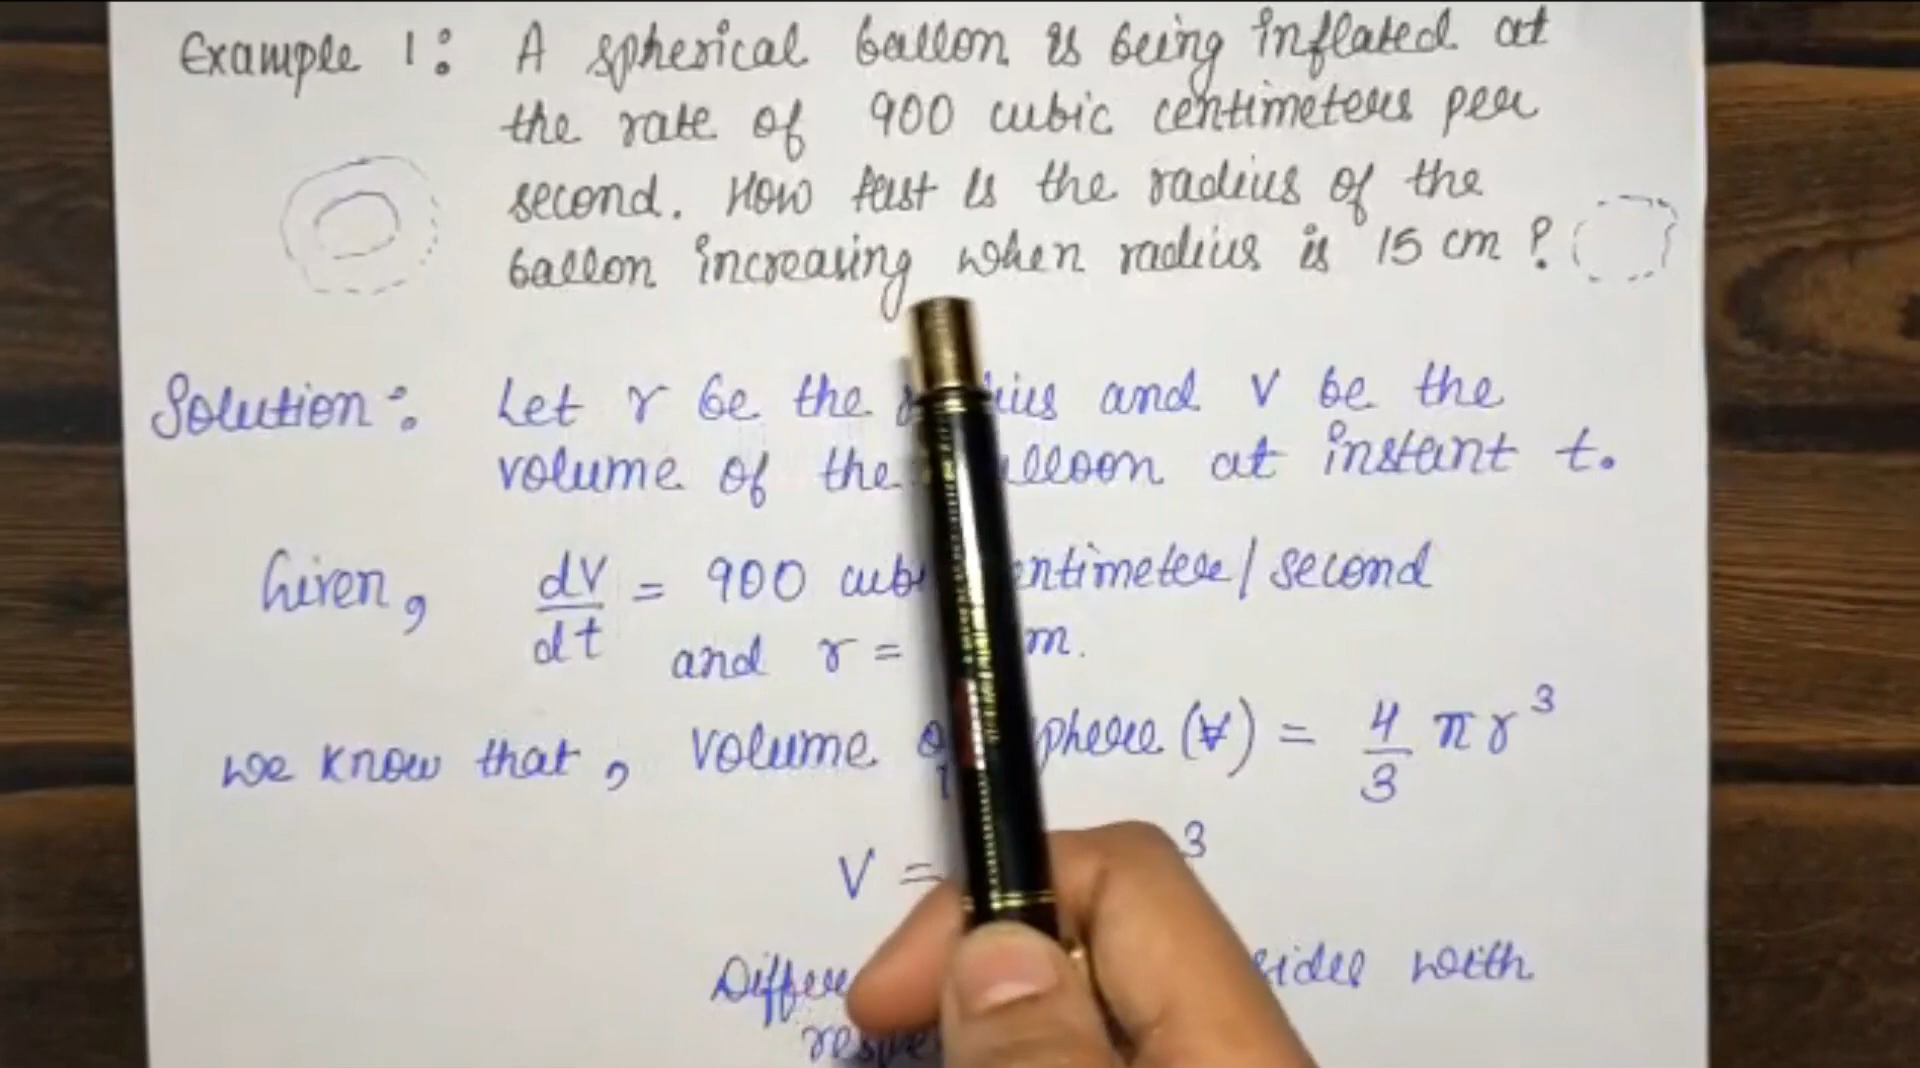 Example 1: A spherical ballon is being inflated at
the rate of 900 cubic centimeters per
second. How fast is the radius of the
ballon increasing when radius is 15 cm?
Solution:. Let r be the and V be the
volume of the at instant t.
Given, dV/dt = 900 /second
and r =
We know that, volume (V) = 4/3 πr³
V = ³
sides with